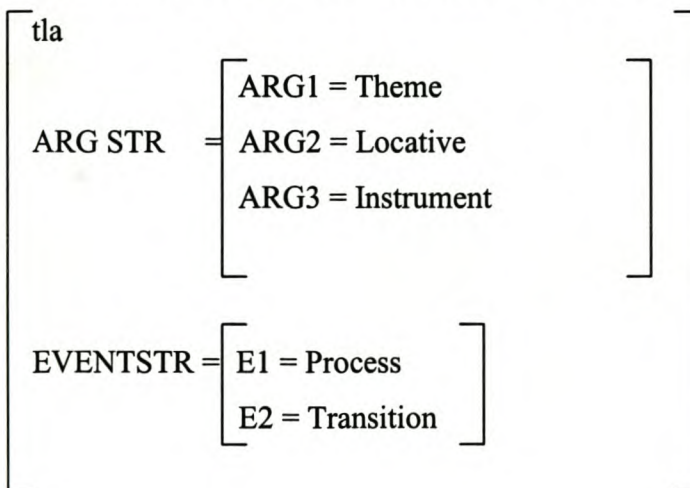 tla
ARG1 = Theme
ARG STR = ARG2 = Locative
ARG3 = Instrument
EVENTSTR = E1 = Process
E2 = Transition